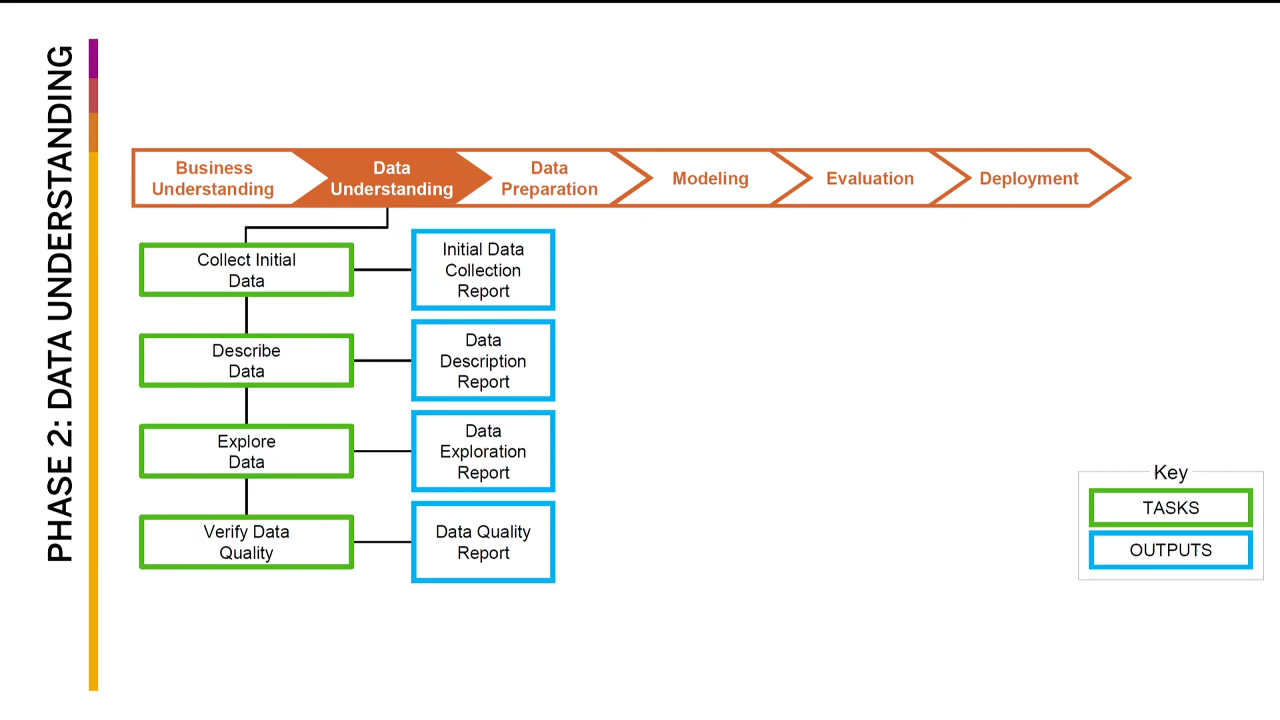 PHASE 2: DATA UNDERSTANDING
Business
Understanding
Data
Understanding
Data
Preparation
Modeling
Evaluation
Deployment
Collect Initial
Data
Initial Data
Collection
Report
Describe
Data
Data
Description
Report
Explore
Data
Data
Exploration
Report
Verify Data
Quality
Data Quality
Report
Key
TASKS
OUTPUTS